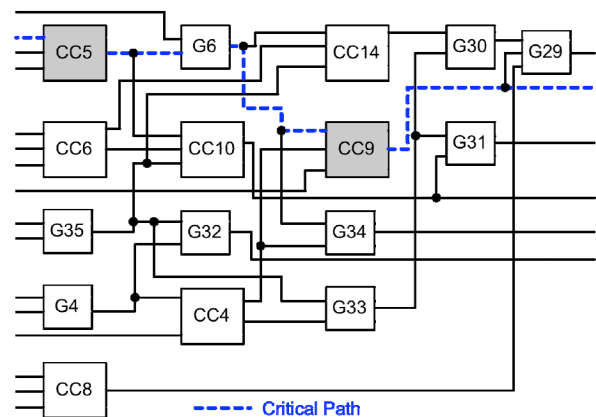 CC5
G6
CC14
G30
G29
CC6
CC10
CC9
G31
G35
G32
G34
G4
CC4
G33
CC8
Critical Path